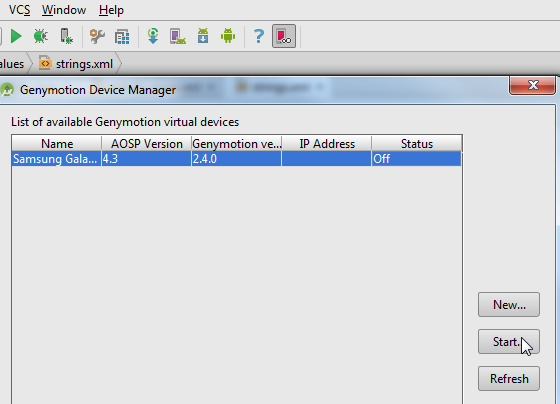 VCS Window Help
?
alues strings.xml
Genymotion Device Manager
List of available Genymotion virtual devices
Name AOSP Version Genymotion ve... IP Address Status
Samsung Gala... 4.3 2.4.0 Off
New...
Start..
Refresh